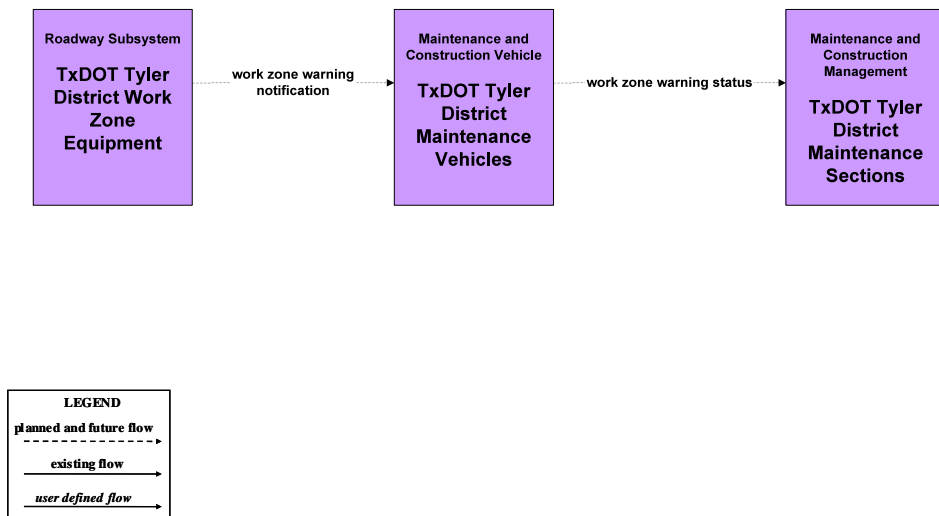 Roadway Subsystem
TxDOT Tyler
District Work
Zone
Equipment
work zone warning
notification
Maintenance and
Construction Vehicle
TxDOT Tyler
District
Maintenance
Vehicles
work zone warning status
Maintenance and
Construction
Management
TxDOT Tyler
District
Maintenance
Sections
LEGEND
planned and future flow
existing flow
user defined flow